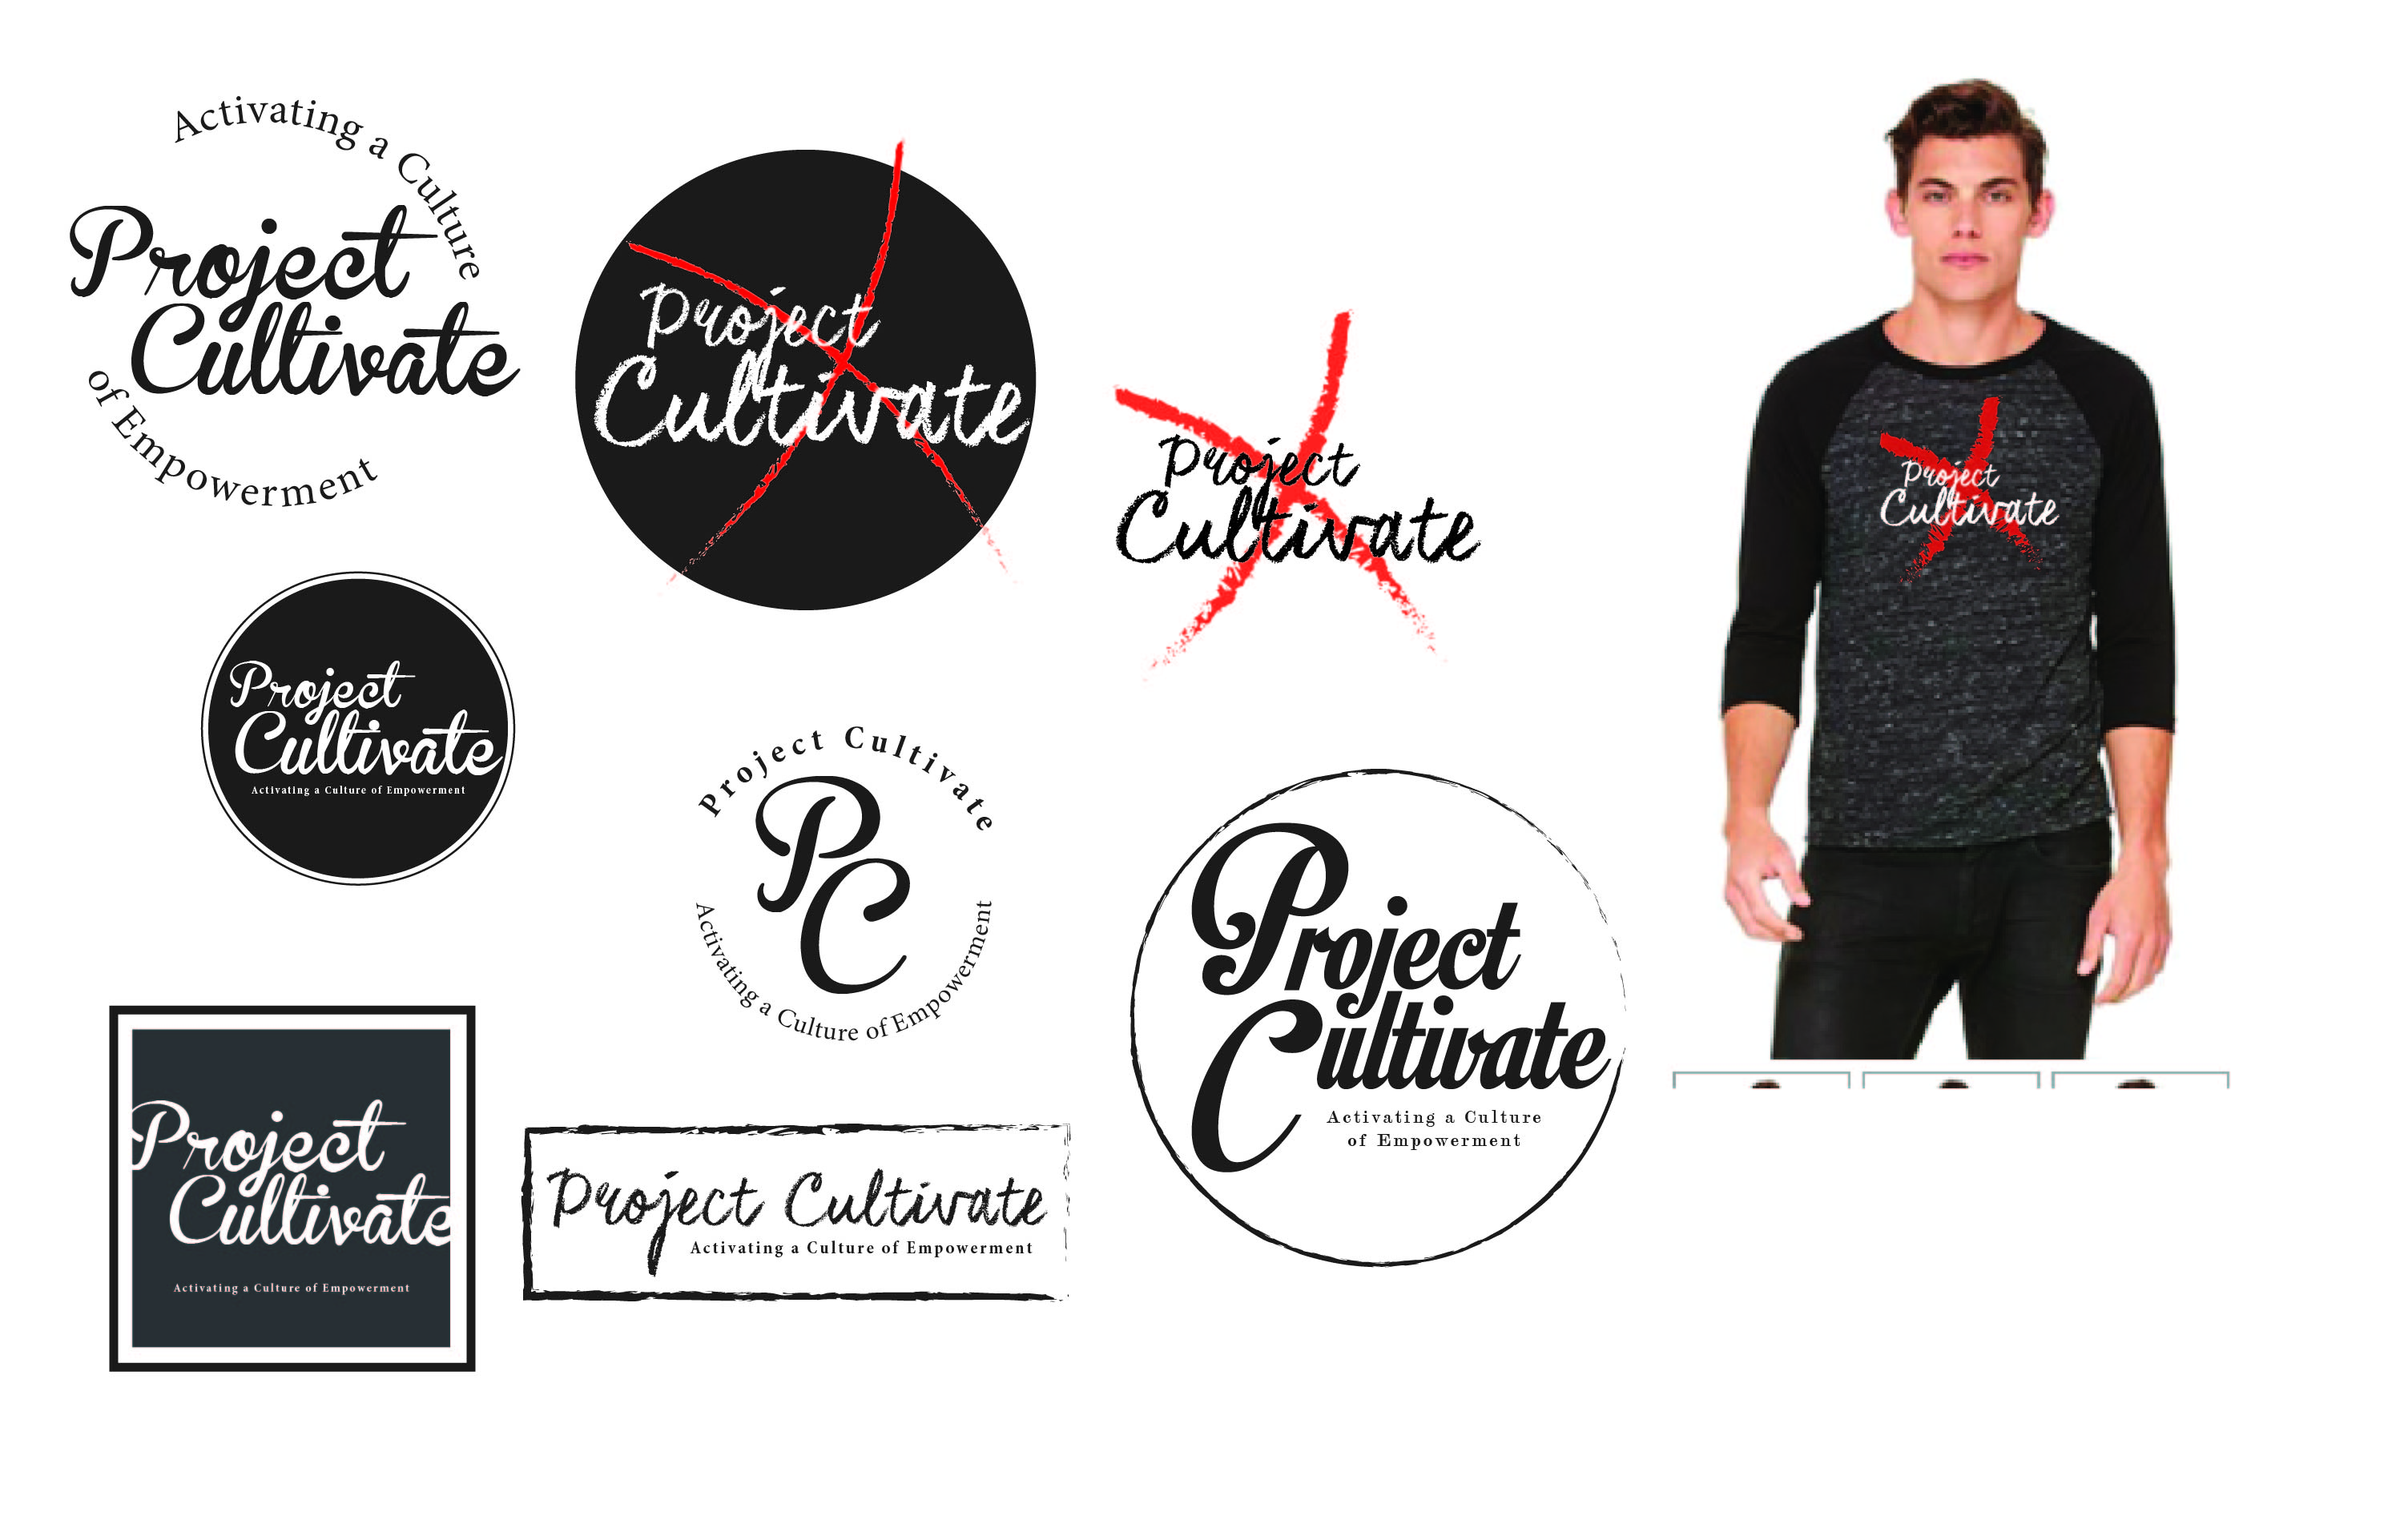 Activating a Culture
Project
Cultivate
of Empowerment
Project
Cultivate
Project
Cultivate
Project
Cultivate
Project
Cultivate
Activating a Culture of Empowerment
Project Cultivate
PC
Activating a Culture of Empowerment
Project
Cultivate
Activating a Culture
of Empowerment
Project
Cultivate
Activating a Culture of Empowerment
Project Cultivate
Activating a Culture of Empowerment